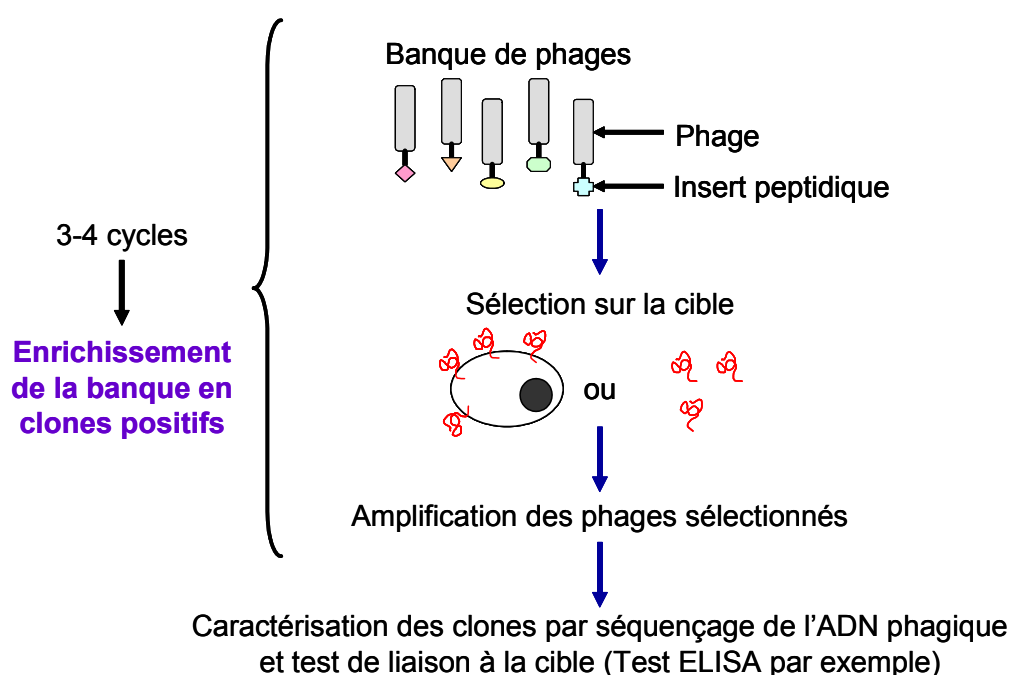 Banque de phages
Phage
Insert peptidique
3-4 cycles
Enrichissement
de la banque en
clones positifs
Sélection sur la cible
ou
Amplification des phages sélectionnés
Caractérisation des clones par séquençage de l'ADN phagique
et test de liaison à la cible (Test ELISA par exemple)